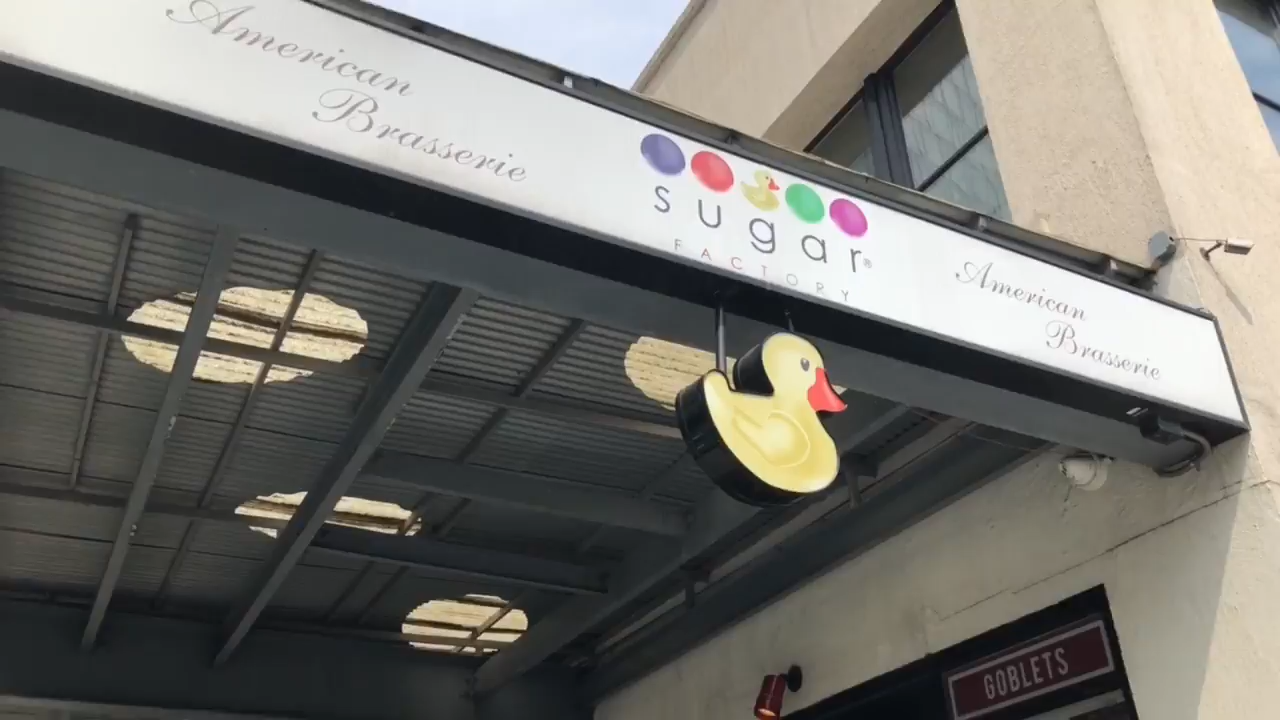 American
Brasserie
sugar®
FACTORY
American
Brasserie
GOBLETS